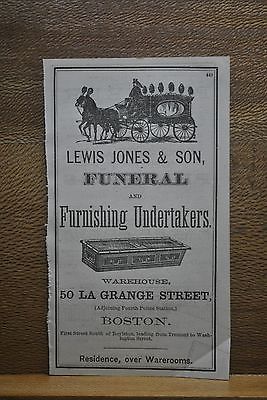 LEWIS JONES & SON,
FUNERAL
AND
Furnishing Undertakers.
WAREHOUSE,
50 LA GRANGE STREET,
(Adjoining Fourth Police Station,)
BOSTON.
First Street South of Boylston, leading from Tremont to Wash-
ington Street.
Residence, over Warerooms.